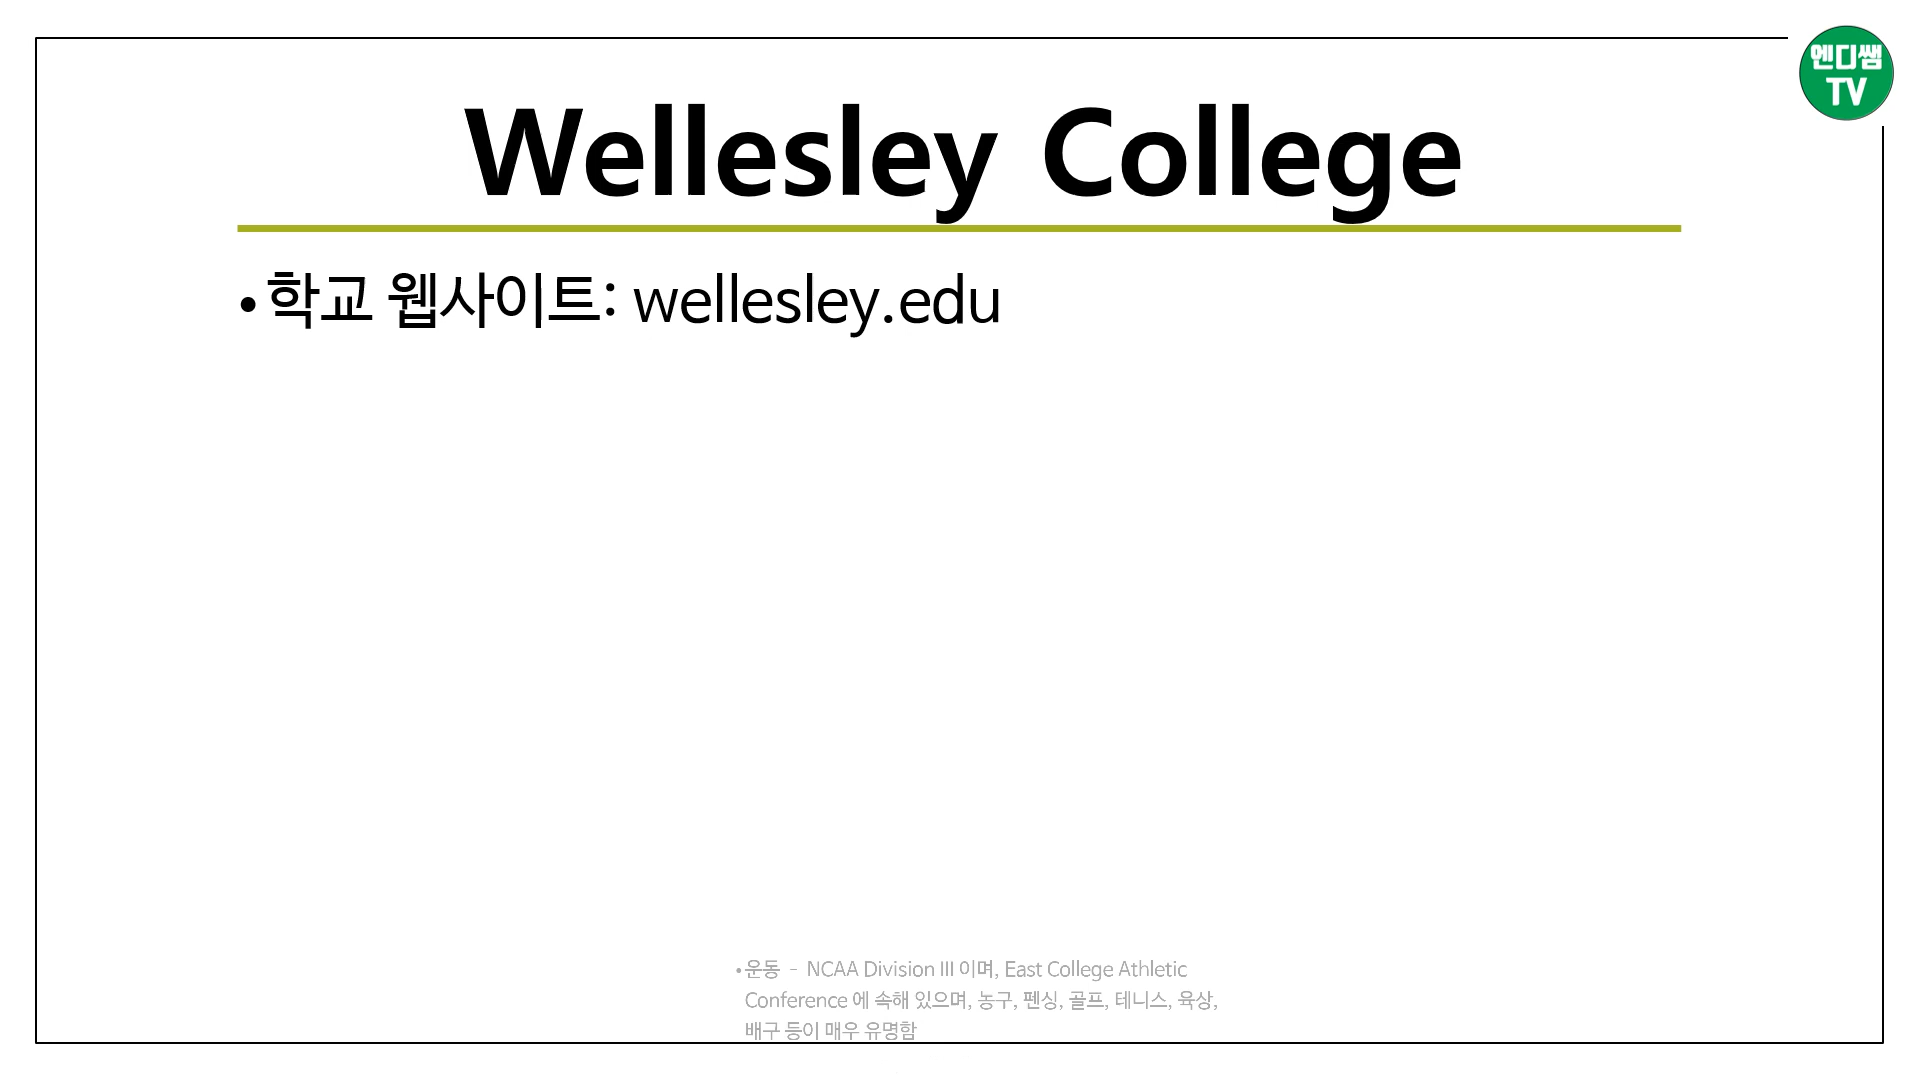 엔디쌤
TV
Wellesley College
• 학교 웹사이트: wellesley.edu
• 운동 - NCAA Division III 이며, East College Athletic
Conference 에 속해 있으며, 농구, 펜싱, 골프, 테니스, 육상,
배구 등이 매우 유명함